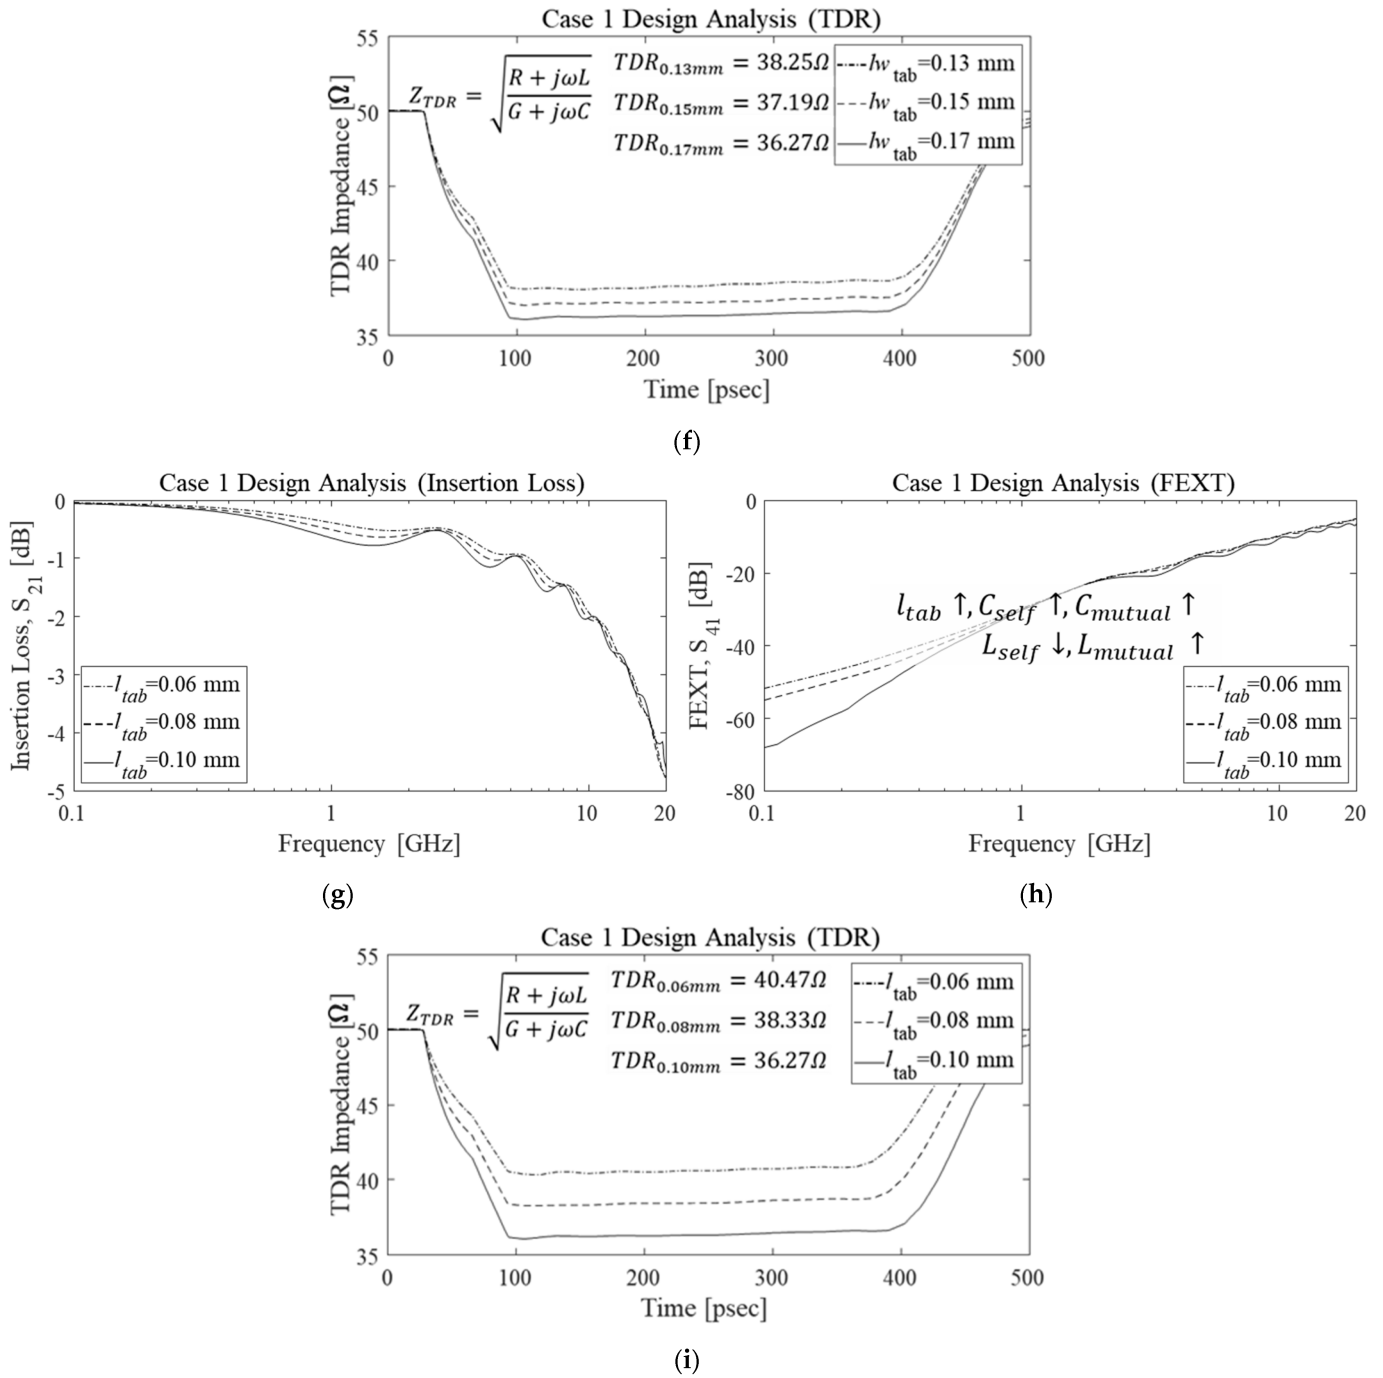 Case 1 Design Analysis (TDR)
55
50
45
40
35
TDR Impedance [Ω]
Z_TDR = √((R + jωL)/(G + jωC))
TDR_0.13mm = 38.25Ω
TDR_0.15mm = 37.19Ω
TDR_0.17mm = 36.27Ω
lw_tab=0.13 mm
lw_tab=0.15 mm
lw_tab=0.17 mm
0 100 200 300 400 500
Time [psec]
(f)
Case 1 Design Analysis (Insertion Loss)
0
-1
-2
-3
-4
-5
Insertion Loss, S_21 [dB]
l_tab=0.06 mm
l_tab=0.08 mm
l_tab=0.10 mm
0.1 1 10 20
Frequency [GHz]
(g)
Case 1 Design Analysis (FEXT)
0
-20
-40
-60
-80
FEXT, S_41 [dB]
l_tab ↑, C_self ↑, C_mutual ↑
L_self ↓, L_mutual ↑
l_tab=0.06 mm
l_tab=0.08 mm
l_tab=0.10 mm
0.1 1 10 20
Frequency [GHz]
(h)
Case 1 Design Analysis (TDR)
55
50
45
40
35
TDR Impedance [Ω]
Z_TDR = √((R + jωL)/(G + jωC))
TDR_0.06mm = 40.47Ω
TDR_0.08mm = 38.33Ω
TDR_0.10mm = 36.27Ω
l_tab=0.06 mm
l_tab=0.08 mm
l_tab=0.10 mm
0 100 200 300 400 500
Time [psec]
(i)